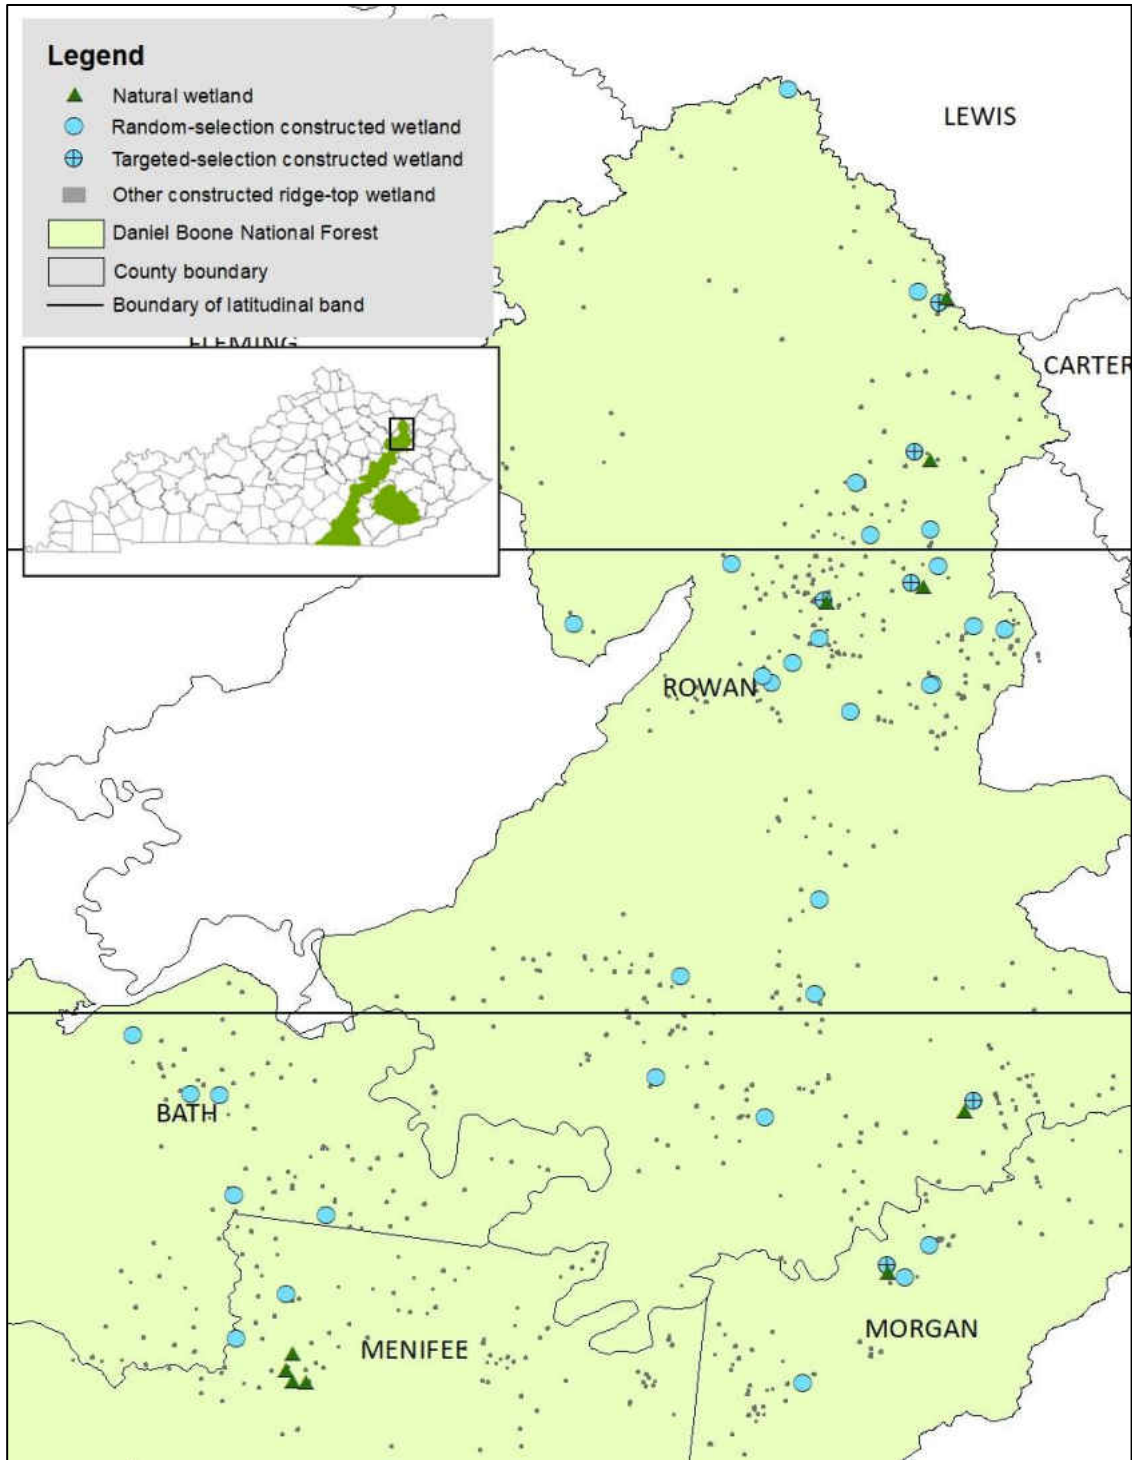 Legend
Natural wetland
Random-selection constructed wetland
Targeted-selection constructed wetland
Other constructed ridge-top wetland
Daniel Boone National Forest
County boundary
Boundary of latitudinal band
LEWIS
FLEMING
CARTER
ROWAN
BATH
MENIFEE
MORGAN